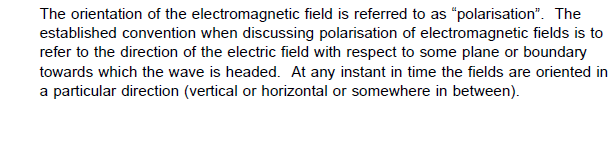 The orientation of the electromagnetic field is referred to as “polarisation”.  The
established convention when discussing polarisation of electromagnetic fields is to
refer to the direction of the electric field with respect to some plane or boundary
towards which the wave is headed.  At any instant in time the fields are oriented in
a particular direction (vertical or horizontal or somewhere in between).